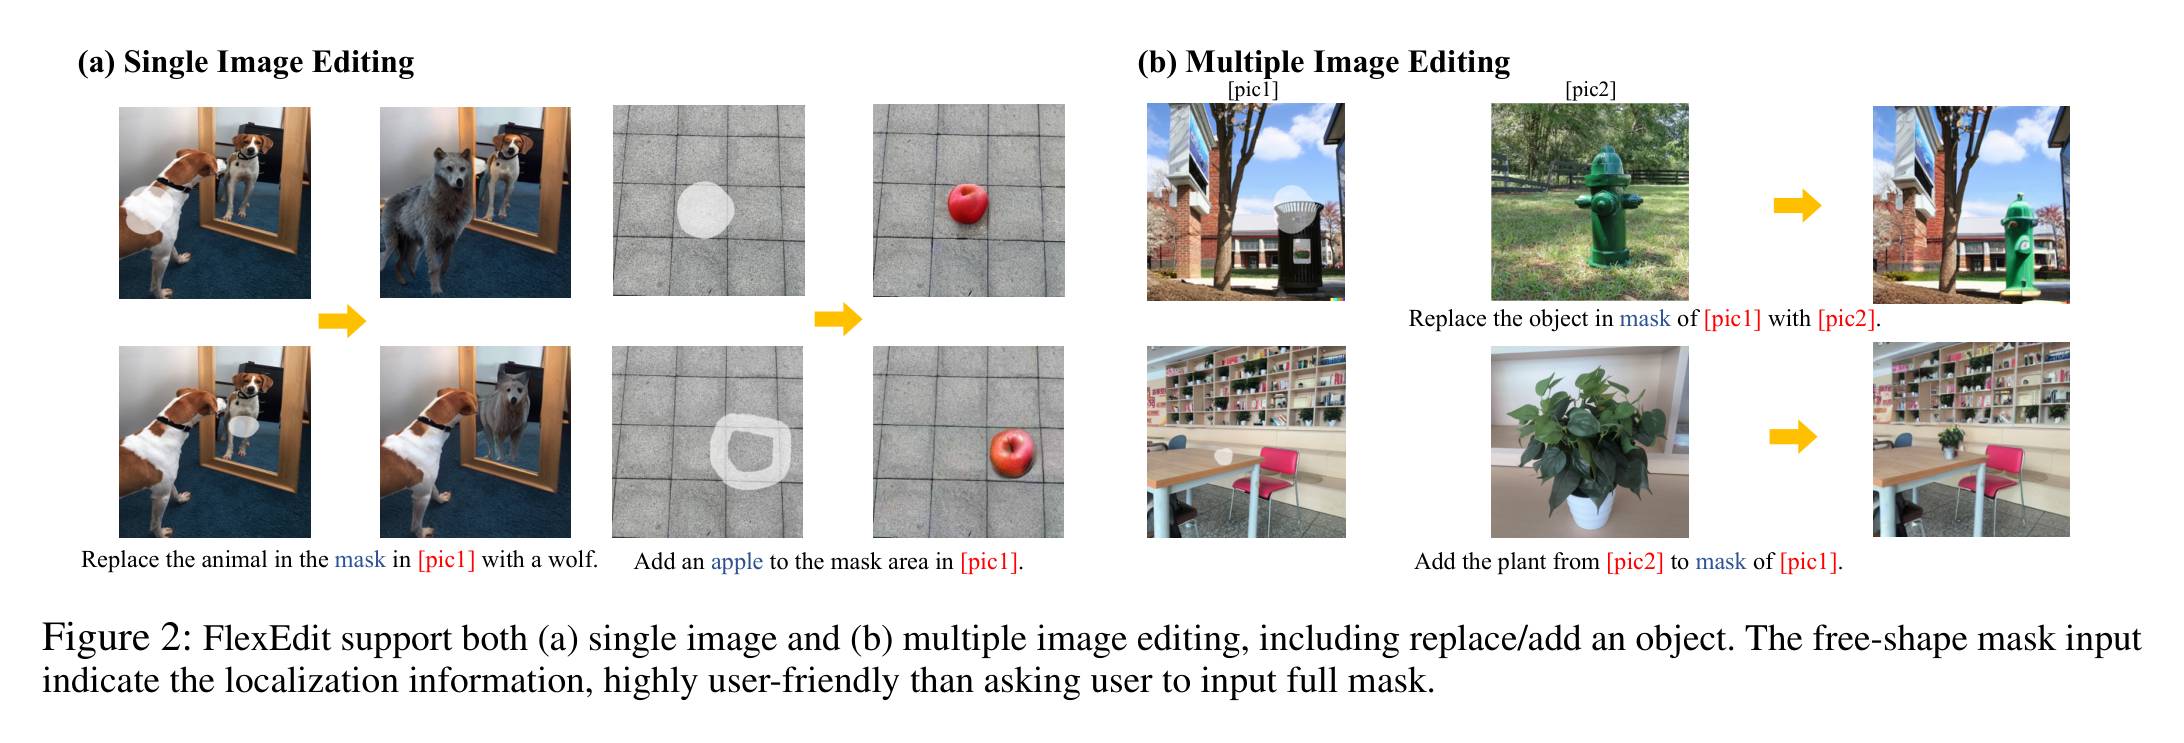 (a) Single Image Editing
(b) Multiple Image Editing
[pic1]
[pic2]
Replace the object in mask of [pic1] with [pic2].
Replace the animal in the mask in [pic1] with a wolf.
Add an apple to the mask area in [pic1].
Add the plant from [pic2] to mask of [pic1].
Figure 2: FlexEdit support both (a) single image and (b) multiple image editing, including replace/add an object. The free-shape mask input
indicate the localization information, highly user-friendly than asking user to input full mask.